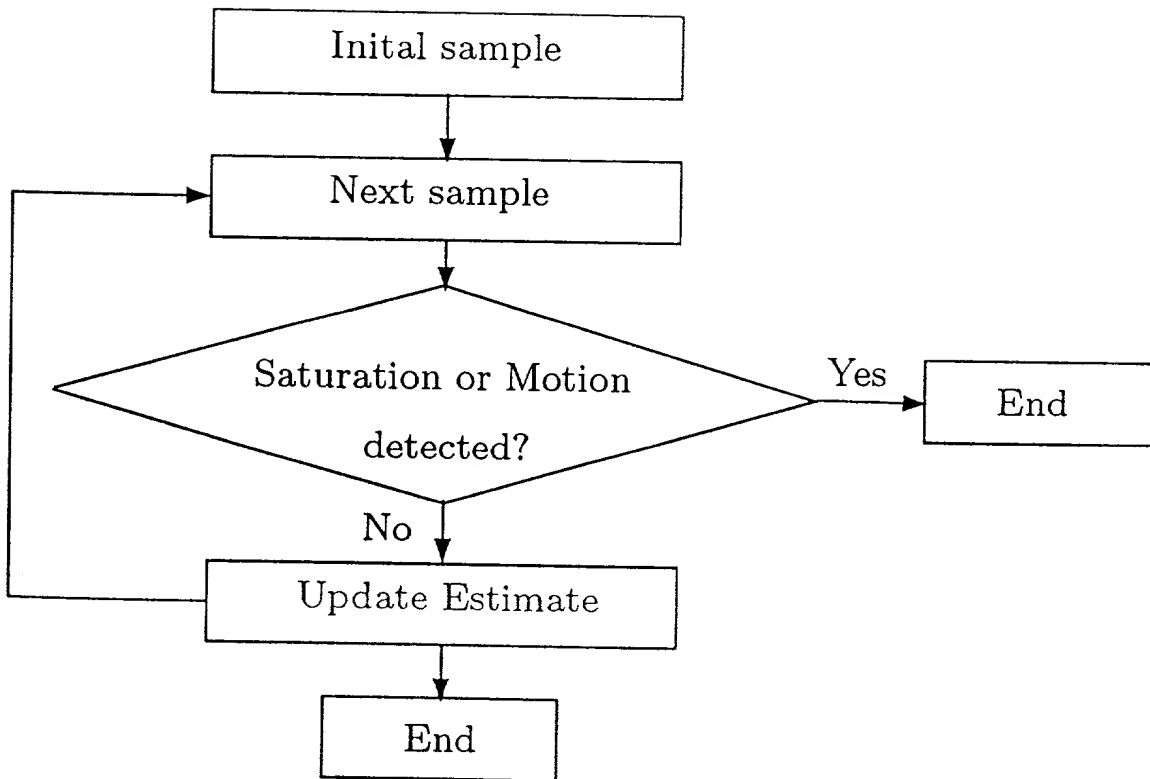 Inital sample
Next sample
Saturation or Motion
detected?
Yes
End
No
Update Estimate
End